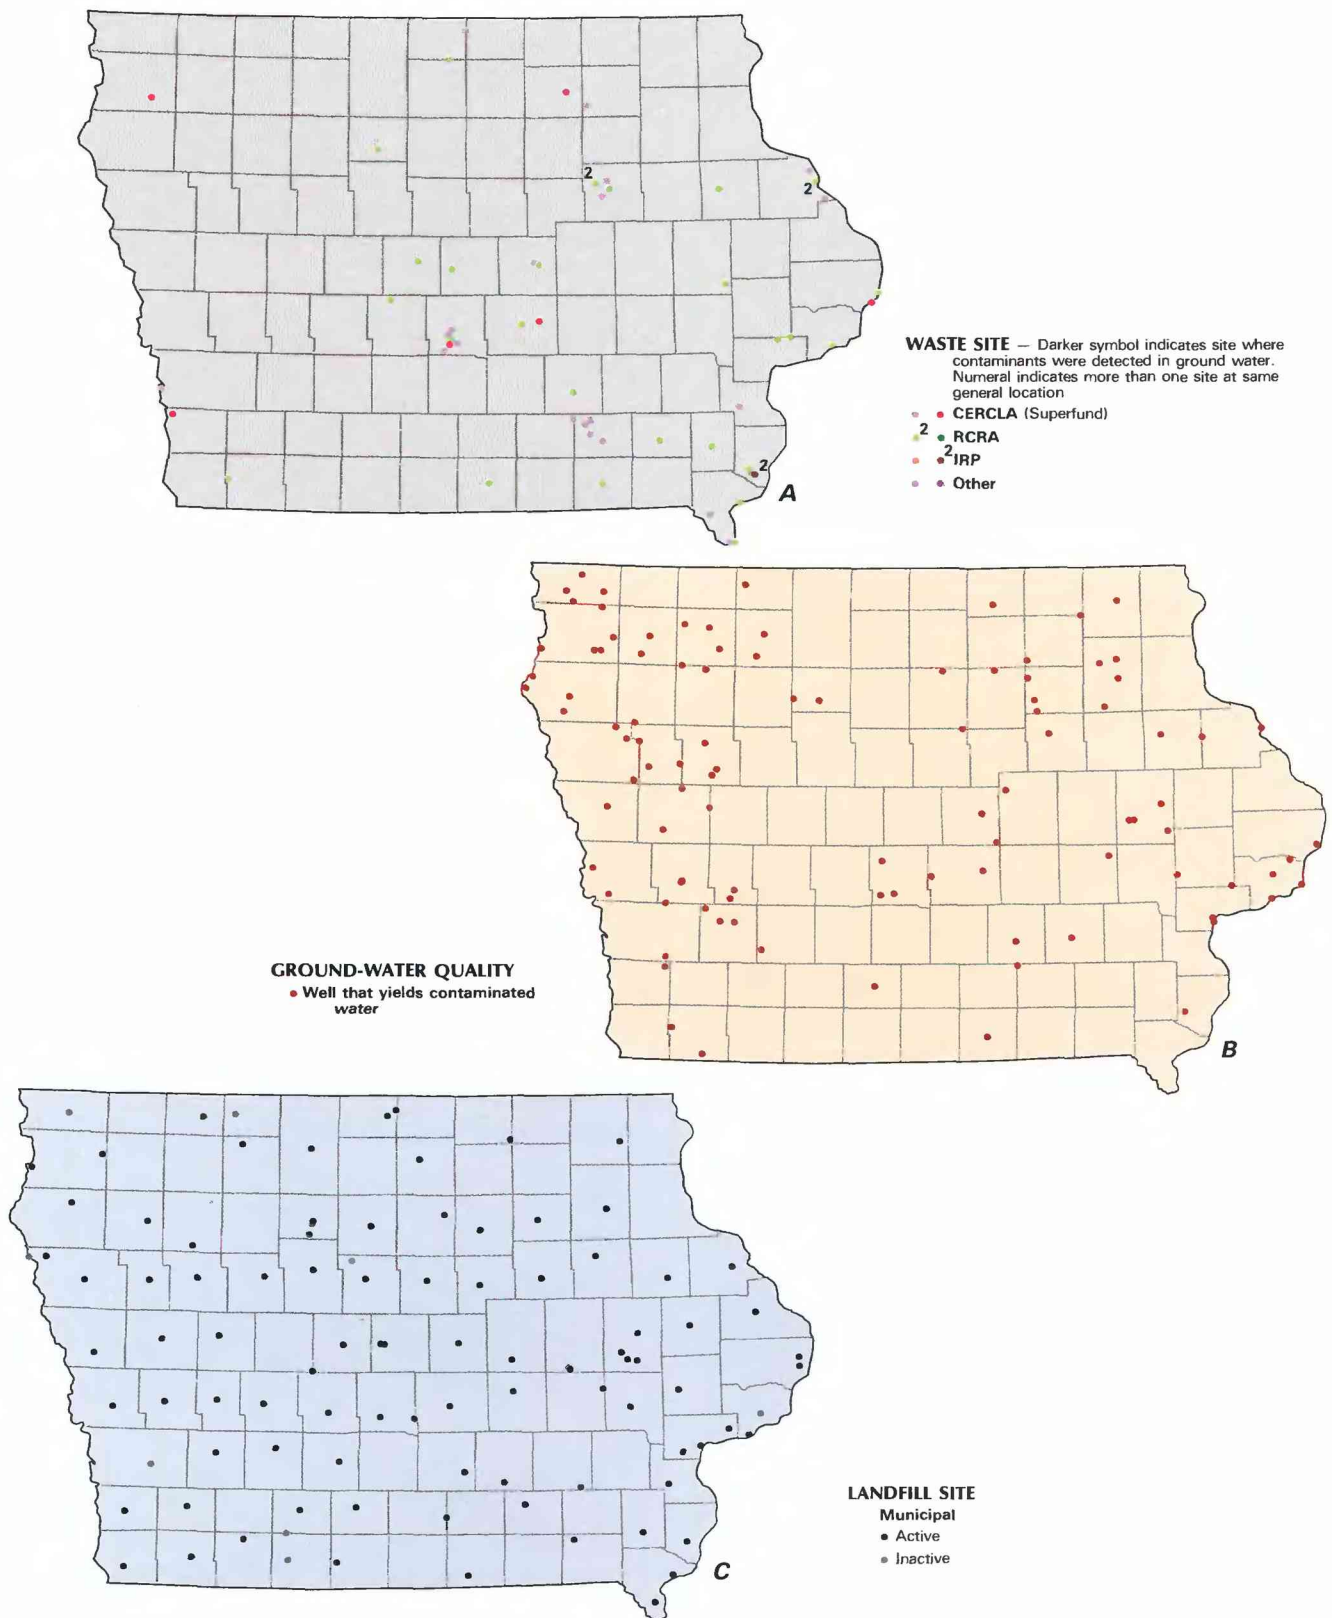 2
2
WASTE SITE — Darker symbol indicates site where
contaminants were detected in ground water.
Numeral indicates more than one site at same
general location
CERCLA (Superfund)
2 RCRA
2 IRP
Other
2
A
GROUND-WATER QUALITY
Well that yields contaminated
water
B
LANDFILL SITE
Municipal
Active
Inactive
C